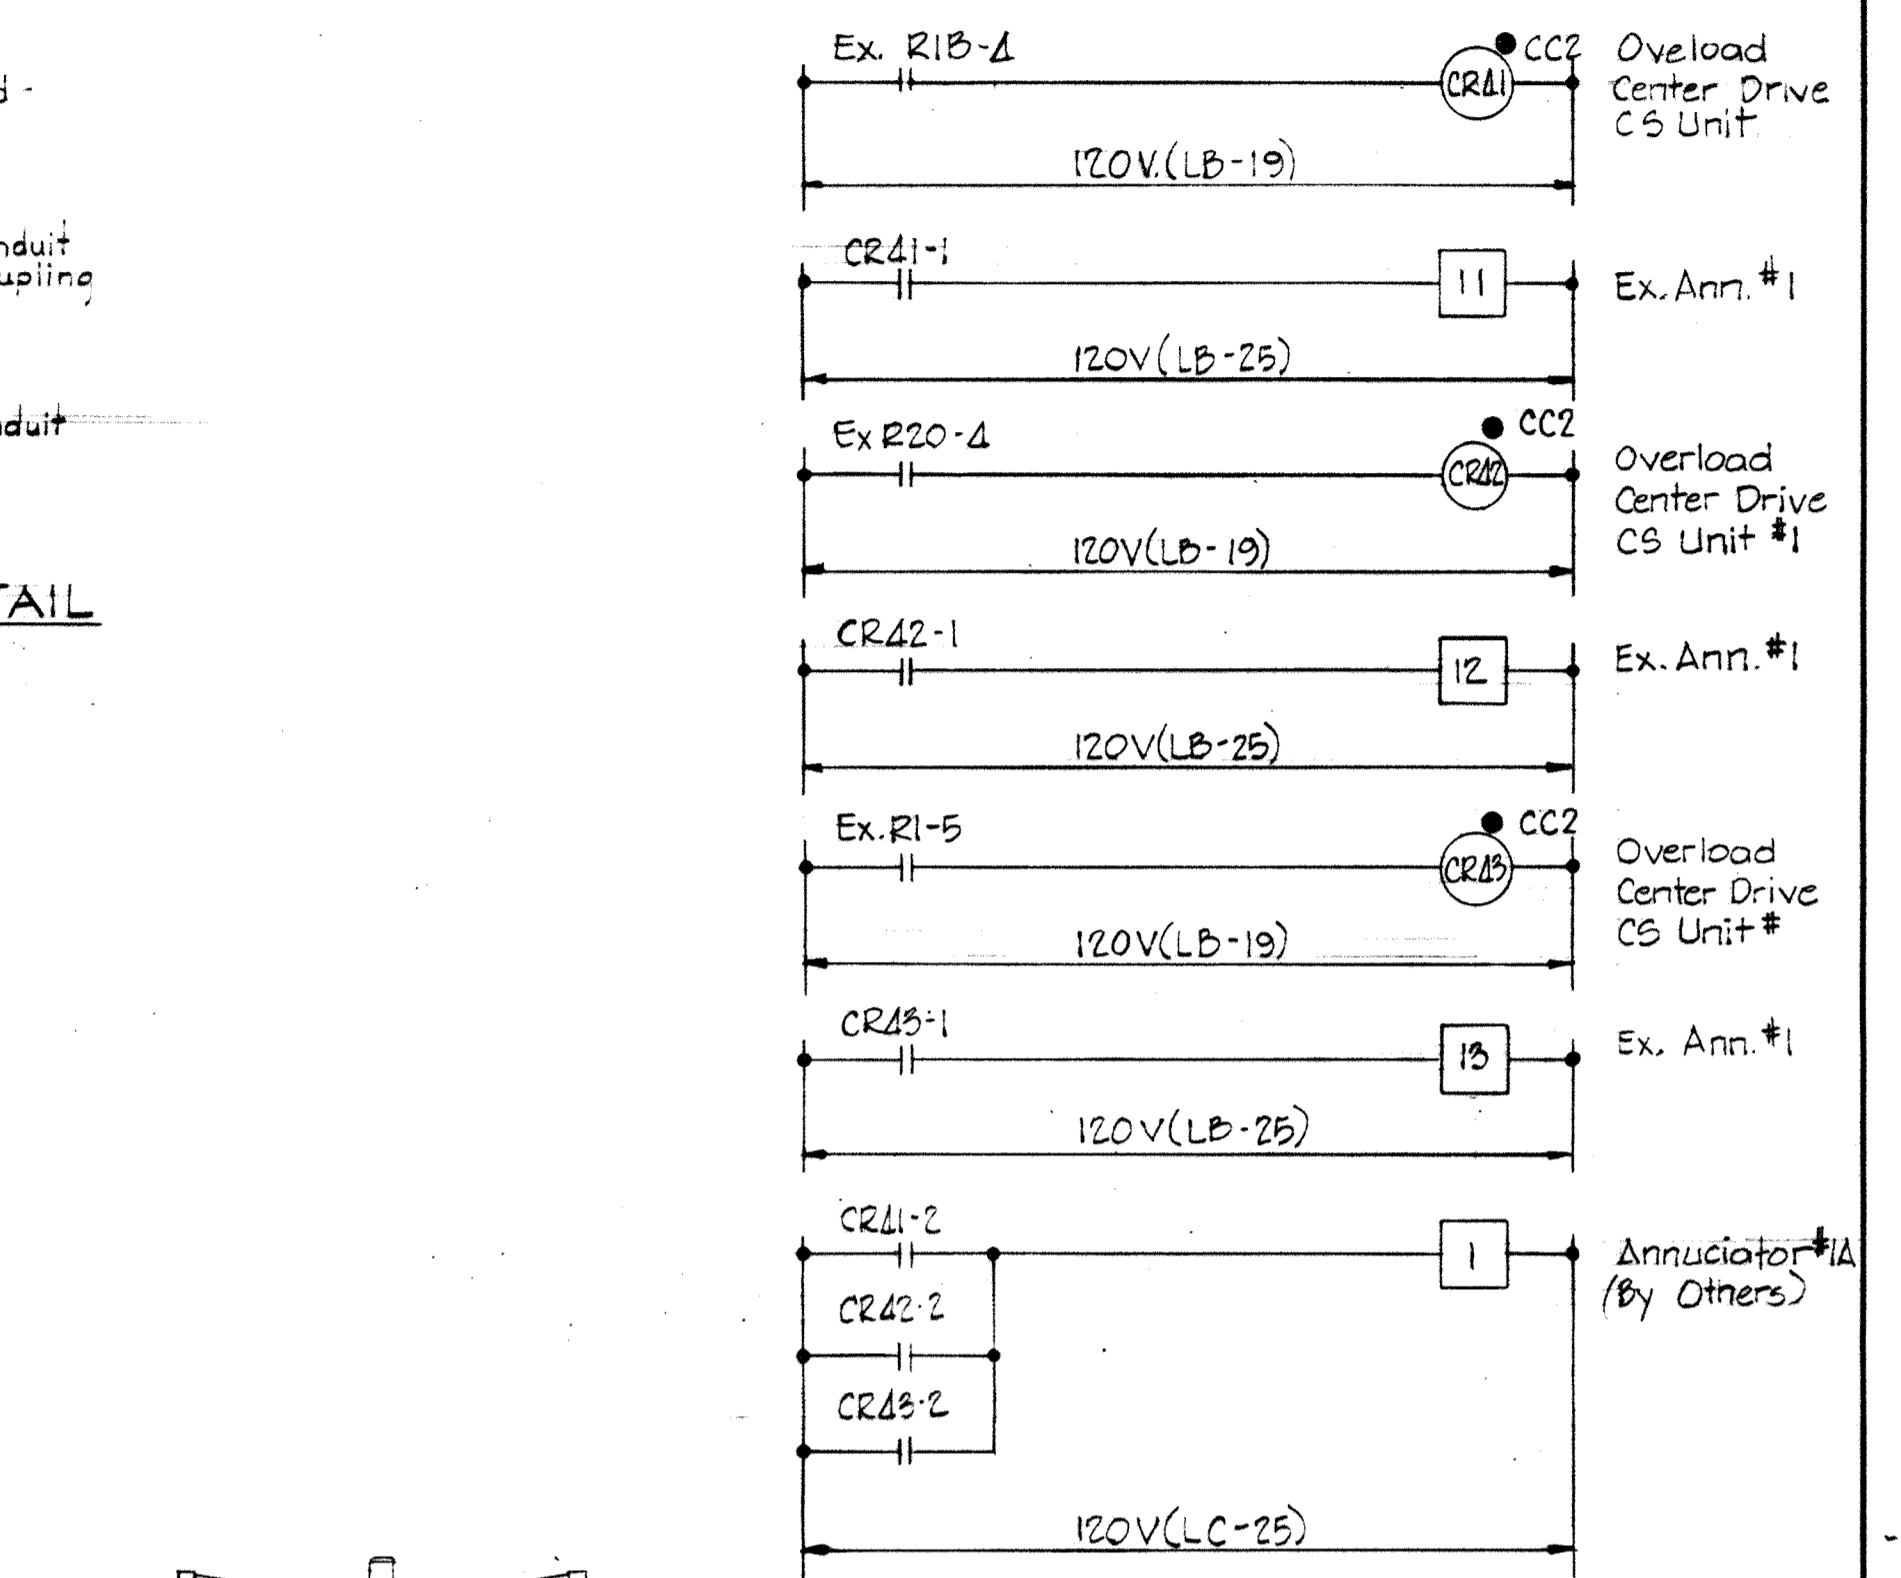 Ex. R1B-4
CC2
CR41
Oveload
Center Drive
CS Unit
120V.(LB-19)
CR41-1
11
Ex. Ann. #1
120V(LB-25)
Ex R20-4
CC2
CR42
Overload
Center Drive
CS Unit #1
120V(LB-19)
CR42-1
12
Ex. Ann. #1
120V(LB-25)
Ex. R1-5
CC2
CR43
Overload
Center Drive
CS Unit #
120V(LB-19)
CR43-1
13
Ex. Ann. #1
120V(LB-25)
CR41-2
1
Annuciator #1A
(By Others)
CR42-2
CR43-2
120V(LC-25)
d -
nduit
upling
nduit
TAIL